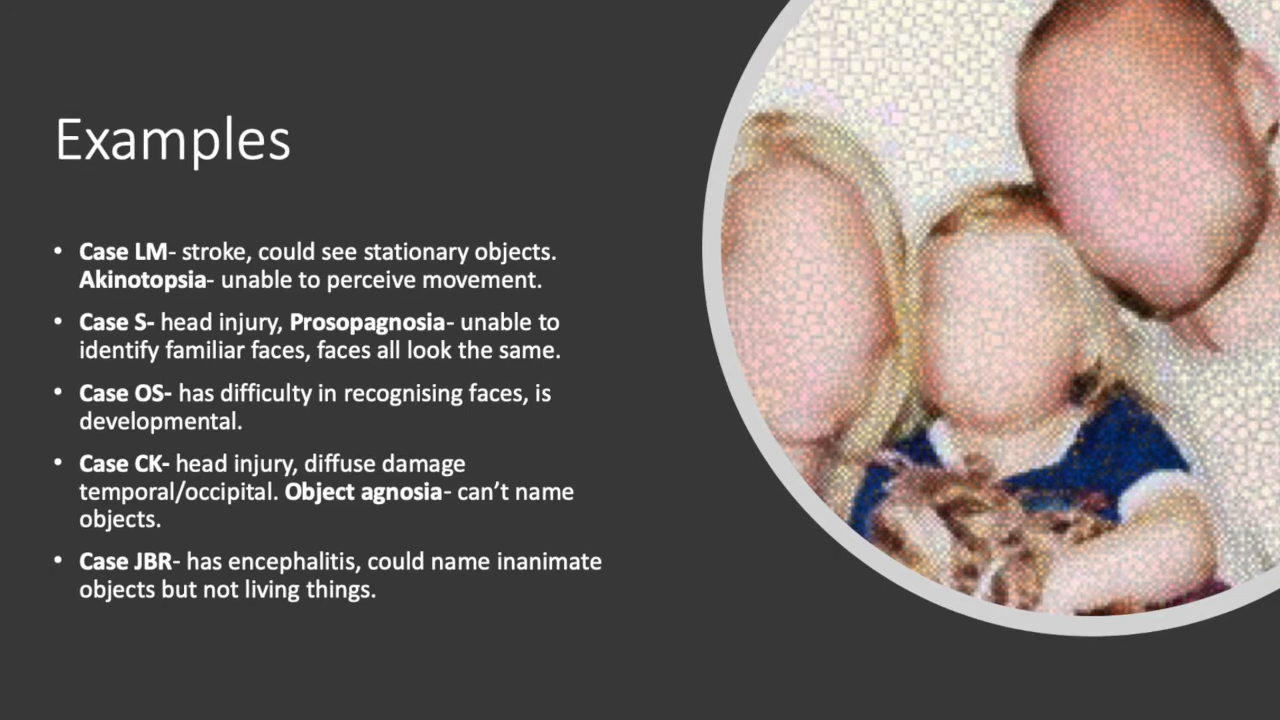 Examples
• Case LM- stroke, could see stationary objects.
Akinotopsia- unable to perceive movement.
• Case S- head injury, Prosopagnosia- unable to
identify familiar faces, faces all look the same.
• Case OS- has difficulty in recognising faces, is
developmental.
• Case CK- head injury, diffuse damage
temporal/occipital. Object agnosia- can’t name
objects.
• Case JBR- has encephalitis, could name inanimate
objects but not living things.